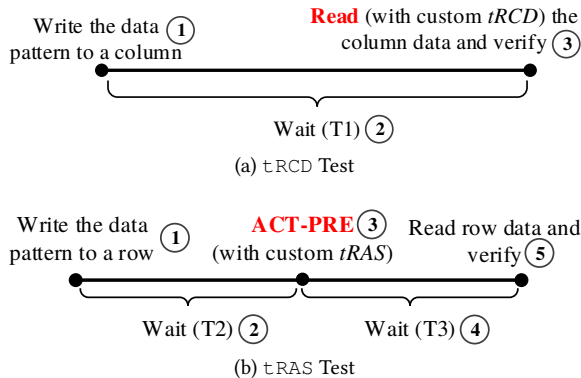 Write the data ①
pattern to a column
Read (with custom tRCD) the
column data and verify ③
Wait (T1) ②
(a) tRCD Test
Write the data ①
pattern to a row
ACT-PRE ③
(with custom tRAS)
Read row data and
verify ⑤
Wait (T2) ②
Wait (T3) ④
(b) tRAS Test